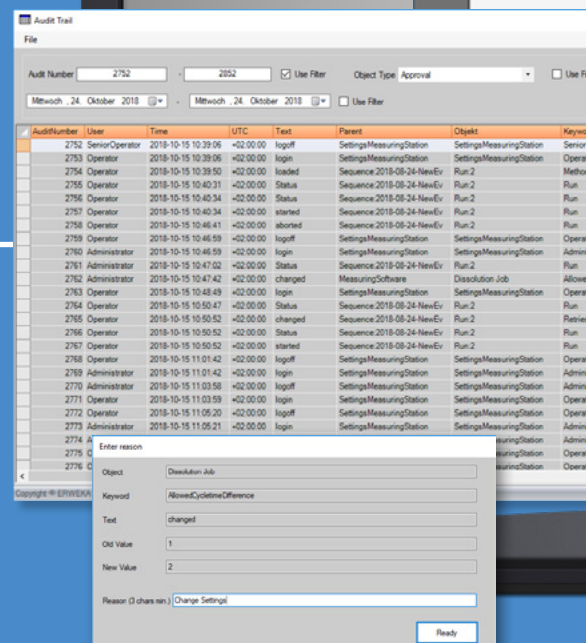 Audit Trail
File
Audit Number 2752 - 2852 Use Filter Object Type Approval Use Fi
Mittwoch , 24. Oktober 2018 - Mittwoch , 24. Oktober 2018 Use Filter
AuditNumber User Time UTC Text Parent Objekt Keywo
2752 SeniorOperator 2018-10-15 10:39:06 +02:00:00 logoff SettingsMeasuringStation SettingsMeasuringStation Senior
2753 Operator 2018-10-15 10:39:06 +02:00:00 login SettingsMeasuringStation SettingsMeasuringStation Opera
2754 Operator 2018-10-15 10:39:50 +02:00:00 loaded Sequence:2018-08-24-NewEv Run:2 Method
2755 Operator 2018-10-15 10:40:31 +02:00:00 Status Sequence:2018-08-24-NewEv Run:2 Run
2756 Operator 2018-10-15 10:40:34 +02:00:00 Status Sequence:2018-08-24-NewEv Run:2 Run
2757 Operator 2018-10-15 10:40:34 +02:00:00 started Sequence:2018-08-24-NewEv Run:2 Run
2758 Operator 2018-10-15 10:46:41 +02:00:00 aborted Sequence:2018-08-24-NewEv Run:2 Run
2759 Operator 2018-10-15 10:46:59 +02:00:00 logoff SettingsMeasuringStation SettingsMeasuringStation Opera
2760 Administrator 2018-10-15 10:46:59 +02:00:00 login SettingsMeasuringStation SettingsMeasuringStation Admini
2761 Administrator 2018-10-15 10:47:02 +02:00:00 Status Sequence:2018-08-24-NewEv Run:2 Run
2762 Administrator 2018-10-15 10:47:42 +02:00:00 changed MeasuringSoftware Dissolution Job Allowe
2763 Operator 2018-10-15 10:48:49 +02:00:00 login SettingsMeasuringStation SettingsMeasuringStation Opera
2764 Operator 2018-10-15 10:50:47 +02:00:00 Status Sequence:2018-08-24-NewEv Run:2 Run
2765 Operator 2018-10-15 10:50:52 +02:00:00 changed Sequence:2018-08-24-NewEv Run:2 Retries
2766 Operator 2018-10-15 10:50:52 +02:00:00 Status Sequence:2018-08-24-NewEv Run:2 Run
2767 Operator 2018-10-15 10:50:52 +02:00:00 started Sequence:2018-08-24-NewEv Run:2 Run
2768 Operator 2018-10-15 11:01:42 +02:00:00 logoff SettingsMeasuringStation SettingsMeasuringStation Opera
2769 Administrator 2018-10-15 11:01:42 +02:00:00 login SettingsMeasuringStation SettingsMeasuringStation Admini
2770 Administrator 2018-10-15 11:03:58 +02:00:00 logoff SettingsMeasuringStation SettingsMeasuringStation Admini
2771 Operator 2018-10-15 11:03:59 +02:00:00 login SettingsMeasuringStation SettingsMeasuringStation Opera
2772 Operator 2018-10-15 11:05:20 +02:00:00 logoff SettingsMeasuringStation SettingsMeasuringStation Opera
2773 Administrator 2018-10-15 11:05:21 +02:00:00 login SettingsMeasuringStation SettingsMeasuringStation Admini
2774 A asuringStation Admini
2775 O asuringStation Opera
2776 O asuringStation Opera
Copyright © ERWEKA
Enter reason
Object Dissolution Job
Keyword AllowedCycletimeDifference
Text changed
Old Value 1
New Value 2
Reason (3 chars min.) Change Settings
Ready